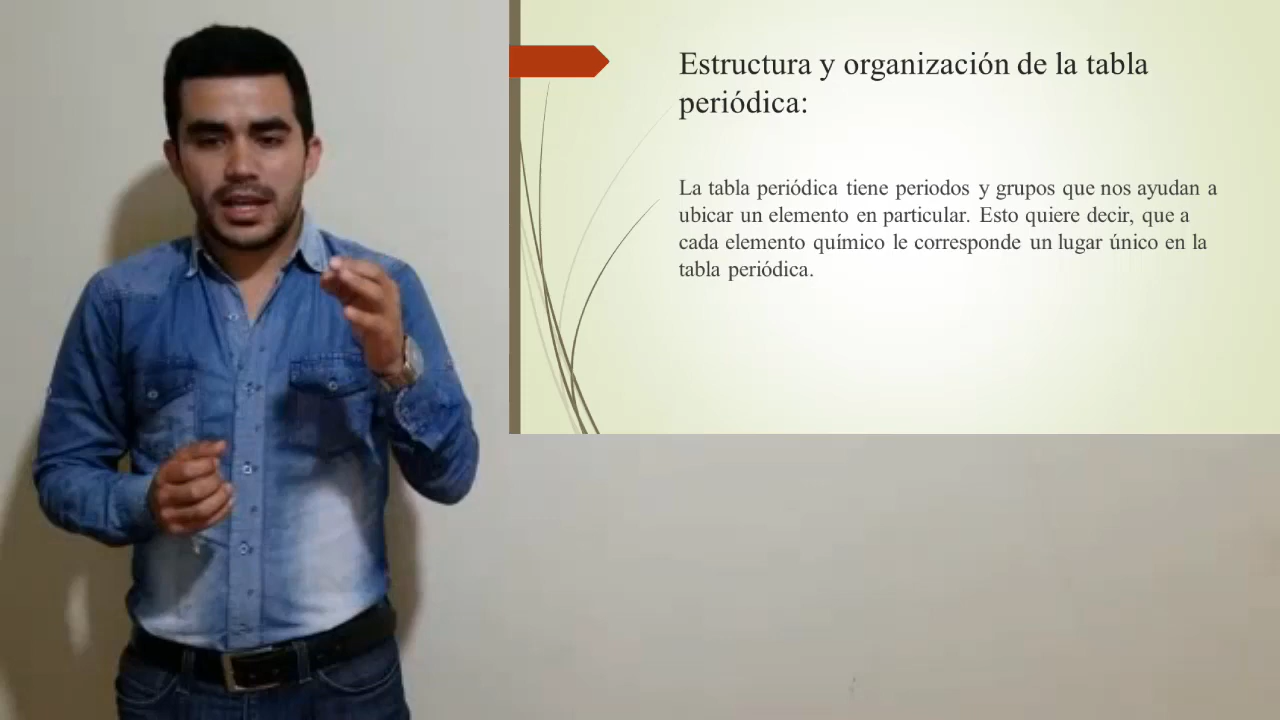 Estructura y organización de la tabla
periódica:
La tabla periódica tiene periodos y grupos que nos ayudan a
ubicar un elemento en particular. Esto quiere decir, que a
cada elemento químico le corresponde un lugar único en la
tabla periódica.